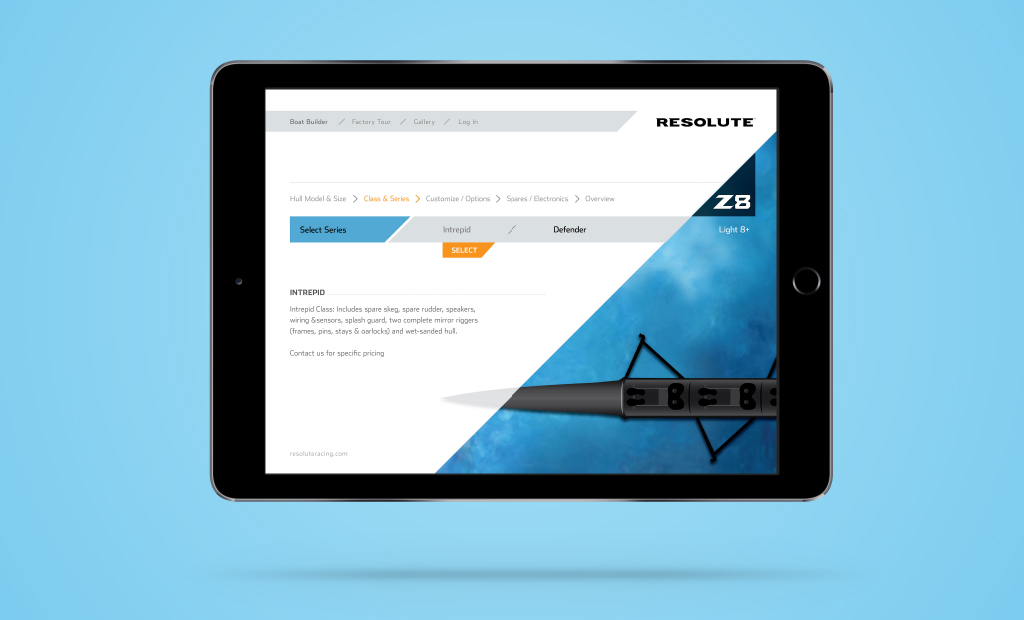 Boat Builder / Factory Tour / Gallery / Log In
RESOLUTE
Hull Model & Size > Class & Series > Customize / Options > Spares / Electronics > Overview
Z8
Select Series Intrepid / Defender
Light 8+
SELECT
INTREPID
Intrepid Class: Includes spare skeg, spare rudder, speakers,
wiring &sensors, splash guard, two complete mirror riggers
(frames, pins, stays & oarlocks) and wet-sanded hull.
Contact us for specific pricing
resoluteracing.com